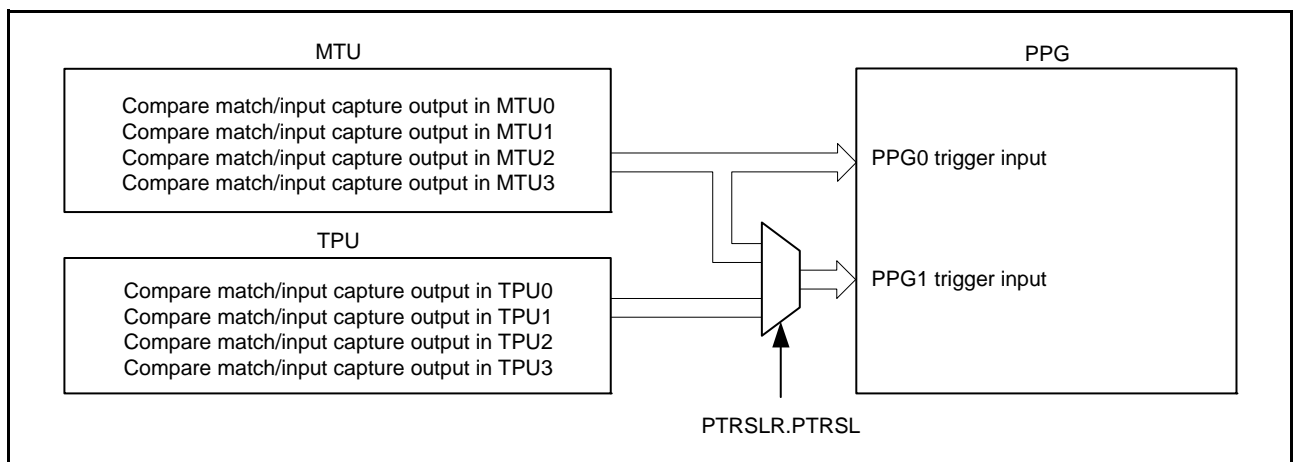 MTU
Compare match/input capture output in MTU0
Compare match/input capture output in MTU1
Compare match/input capture output in MTU2
Compare match/input capture output in MTU3
TPU
Compare match/input capture output in TPU0
Compare match/input capture output in TPU1
Compare match/input capture output in TPU2
Compare match/input capture output in TPU3
PTRSLR.PTRSL
PPG
PPG0 trigger input
PPG1 trigger input